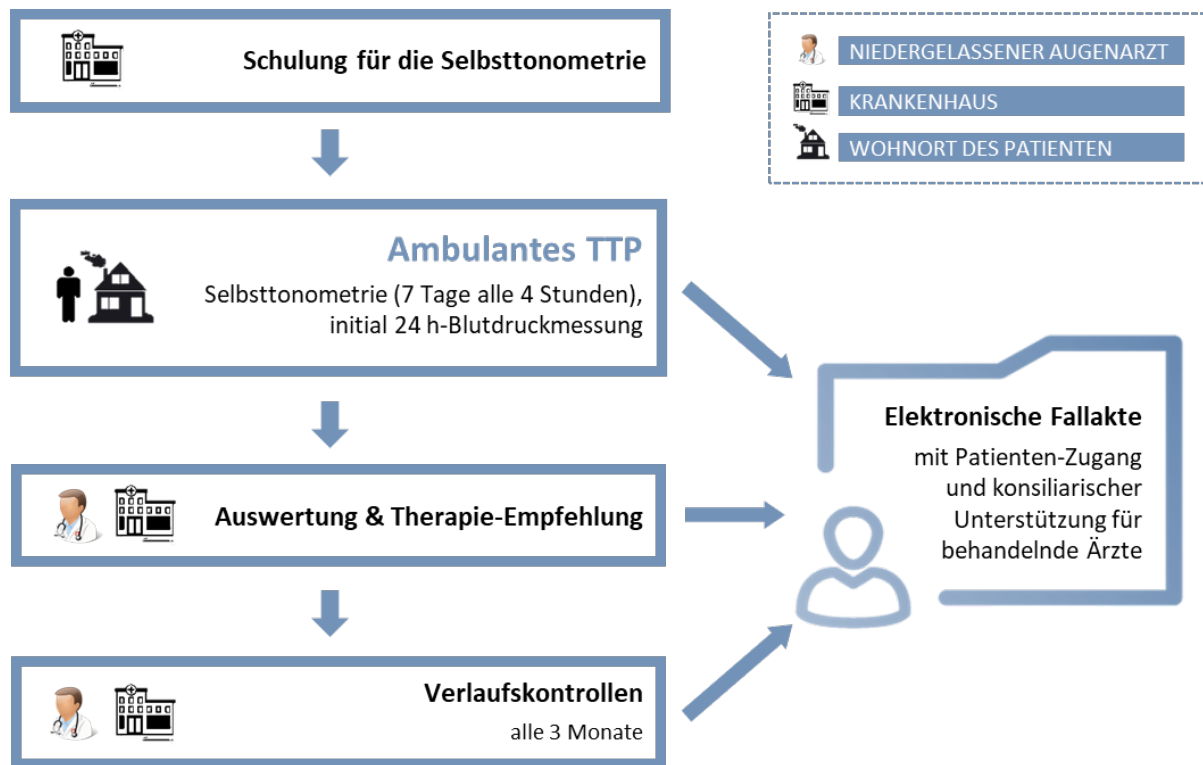 Schulung für die Selbsttonometrie
NIEDERGELASSENER AUGENARZT
KRANKENHAUS
WOHNORT DES PATIENTEN
Ambulantes TTP
Selbsttonometrie (7 Tage alle 4 Stunden),
initial 24 h-Blutdruckmessung
Elektronische Fallakte
mit Patienten-Zugang
und konsiliarischer
Unterstützung für
behandelnde Ärzte
Auswertung & Therapie-Empfehlung
Verlaufskontrollen
alle 3 Monate